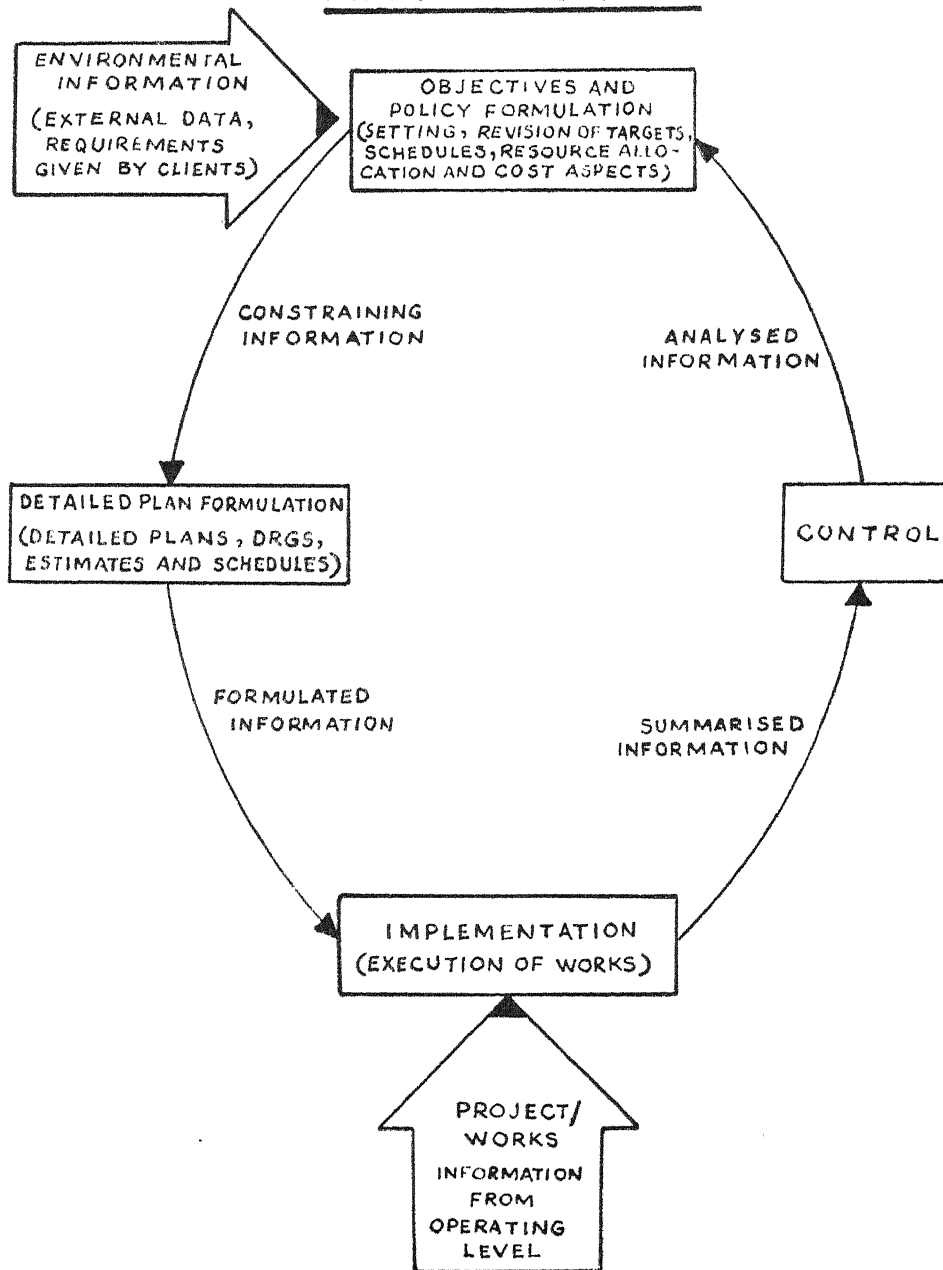 ENVIRONMENTAL
INFORMATION
(EXTERNAL DATA,
REQUIREMENTS
GIVEN BY CLIENTS)
OBJECTIVES AND
POLICY FORMULATION
(SETTING, REVISION OF TARGETS,
SCHEDULES, RESOURCE ALLO-
CATION AND COST ASPECTS)
CONSTRAINING
INFORMATION
ANALYSED
INFORMATION
DETAILED PLAN FORMULATION
(DETAILED PLANS, DRGS,
ESTIMATES AND SCHEDULES)
CONTROL
FORMULATED
INFORMATION
SUMMARISED
INFORMATION
IMPLEMENTATION
(EXECUTION OF WORKS)
PROJECT/
WORKS
INFORMATION
FROM
OPERATING
LEVEL